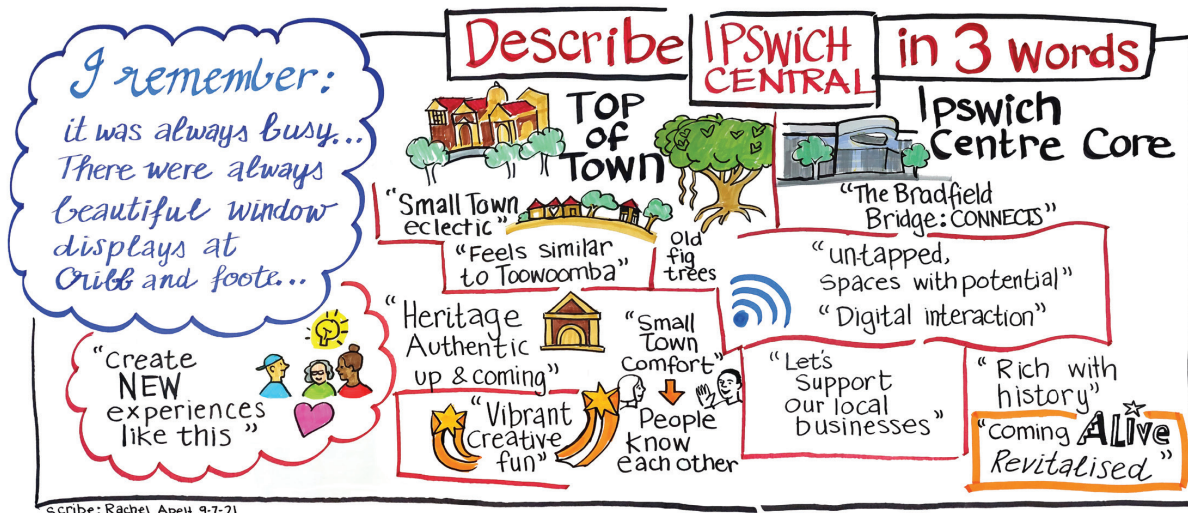 Describe IPSWICH CENTRAL in 3 words
I remember:
it was always busy...
There were always
beautiful window
displays at
Cribb and foote...
"Create
NEW
experiences
like this"
TOP
OF
TOWN
"Small Town
eclectic"
"Feels similar
to Toowoomba"
Old
fig
trees
"Heritage
Authentic
up & coming"
"Small
Town
Comfort"
People
Know
each other
"Vibrant
Creative
fun"
Ipswich
Centre Core
"The Bradfield
Bridge: CONNECTS"
"un-tapped,
spaces with potential"
"Digital interaction"
"Let's
Support
our local
businesses"
"Rich with
history"
"Coming ALIVE
Revitalised"
Scribe: Rachel Apelt 9-7-21